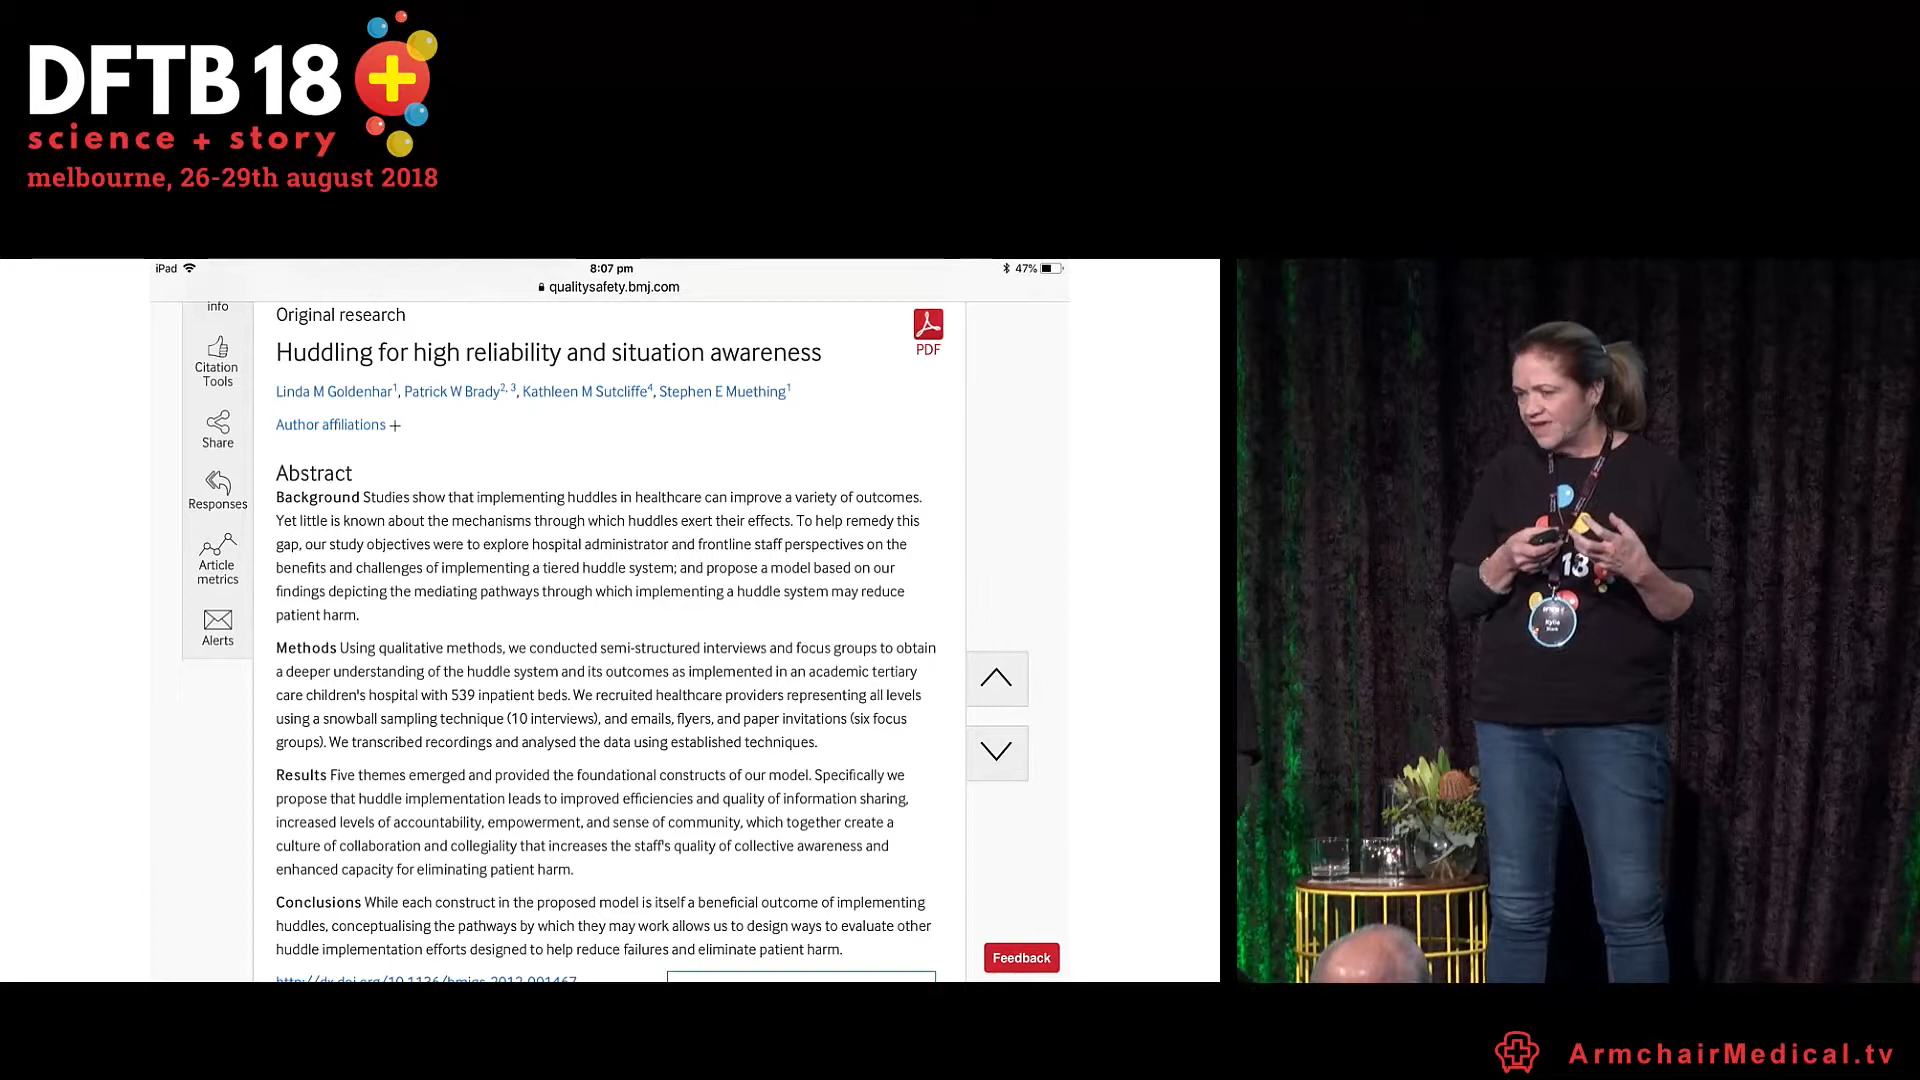 DFTB 18
science + story
melbourne, 26-29th august 2018
iPad
8:07 pm
47%
qualitysafety.bmj.com
info
Citation
Tools
Share
Responses
Article
metrics
Alerts
Original research
PDF
Huddling for high reliability and situation awareness
Linda M Goldenhar1, Patrick W Brady2, 3, Kathleen M Sutcliffe4, Stephen E Muething1
Author affiliations +
Abstract
Background Studies show that implementing huddles in healthcare can improve a variety of outcomes.
Yet little is known about the mechanisms through which huddles exert their effects. To help remedy this
gap, our study objectives were to explore hospital administrator and frontline staff perspectives on the
benefits and challenges of implementing a tiered huddle system; and propose a model based on our
findings depicting the mediating pathways through which implementing a huddle system may reduce
patient harm.
Methods Using qualitative methods, we conducted semi-structured interviews and focus groups to obtain
a deeper understanding of the huddle system and its outcomes as implemented in an academic tertiary
care children's hospital with 539 inpatient beds. We recruited healthcare providers representing all levels
using a snowball sampling technique (10 interviews), and emails, flyers, and paper invitations (six focus
groups). We transcribed recordings and analysed the data using established techniques.
Results Five themes emerged and provided the foundational constructs of our model. Specifically we
propose that huddle implementation leads to improved efficiencies and quality of information sharing,
increased levels of accountability, empowerment, and sense of community, which together create a
culture of collaboration and collegiality that increases the staff's quality of collective awareness and
enhanced capacity for eliminating patient harm.
Conclusions While each construct in the proposed model is itself a beneficial outcome of implementing
huddles, conceptualising the pathways by which they may work allows us to design ways to evaluate other
huddle implementation efforts designed to help reduce failures and eliminate patient harm.
http://dx.doi.org/10.1136/bmjqs-2012-001467
Feedback
DFTB
Kylie
ArmchairMedical.tv